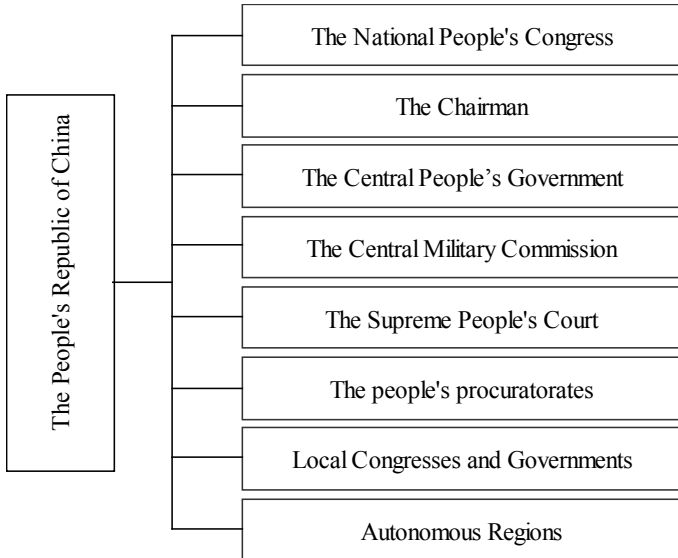 The People's Republic of China
The National People's Congress
The Chairman
The Central People’s Government
The Central Military Commission
The Supreme People's Court
The people's procuratorates
Local Congresses and Governments
Autonomous Regions